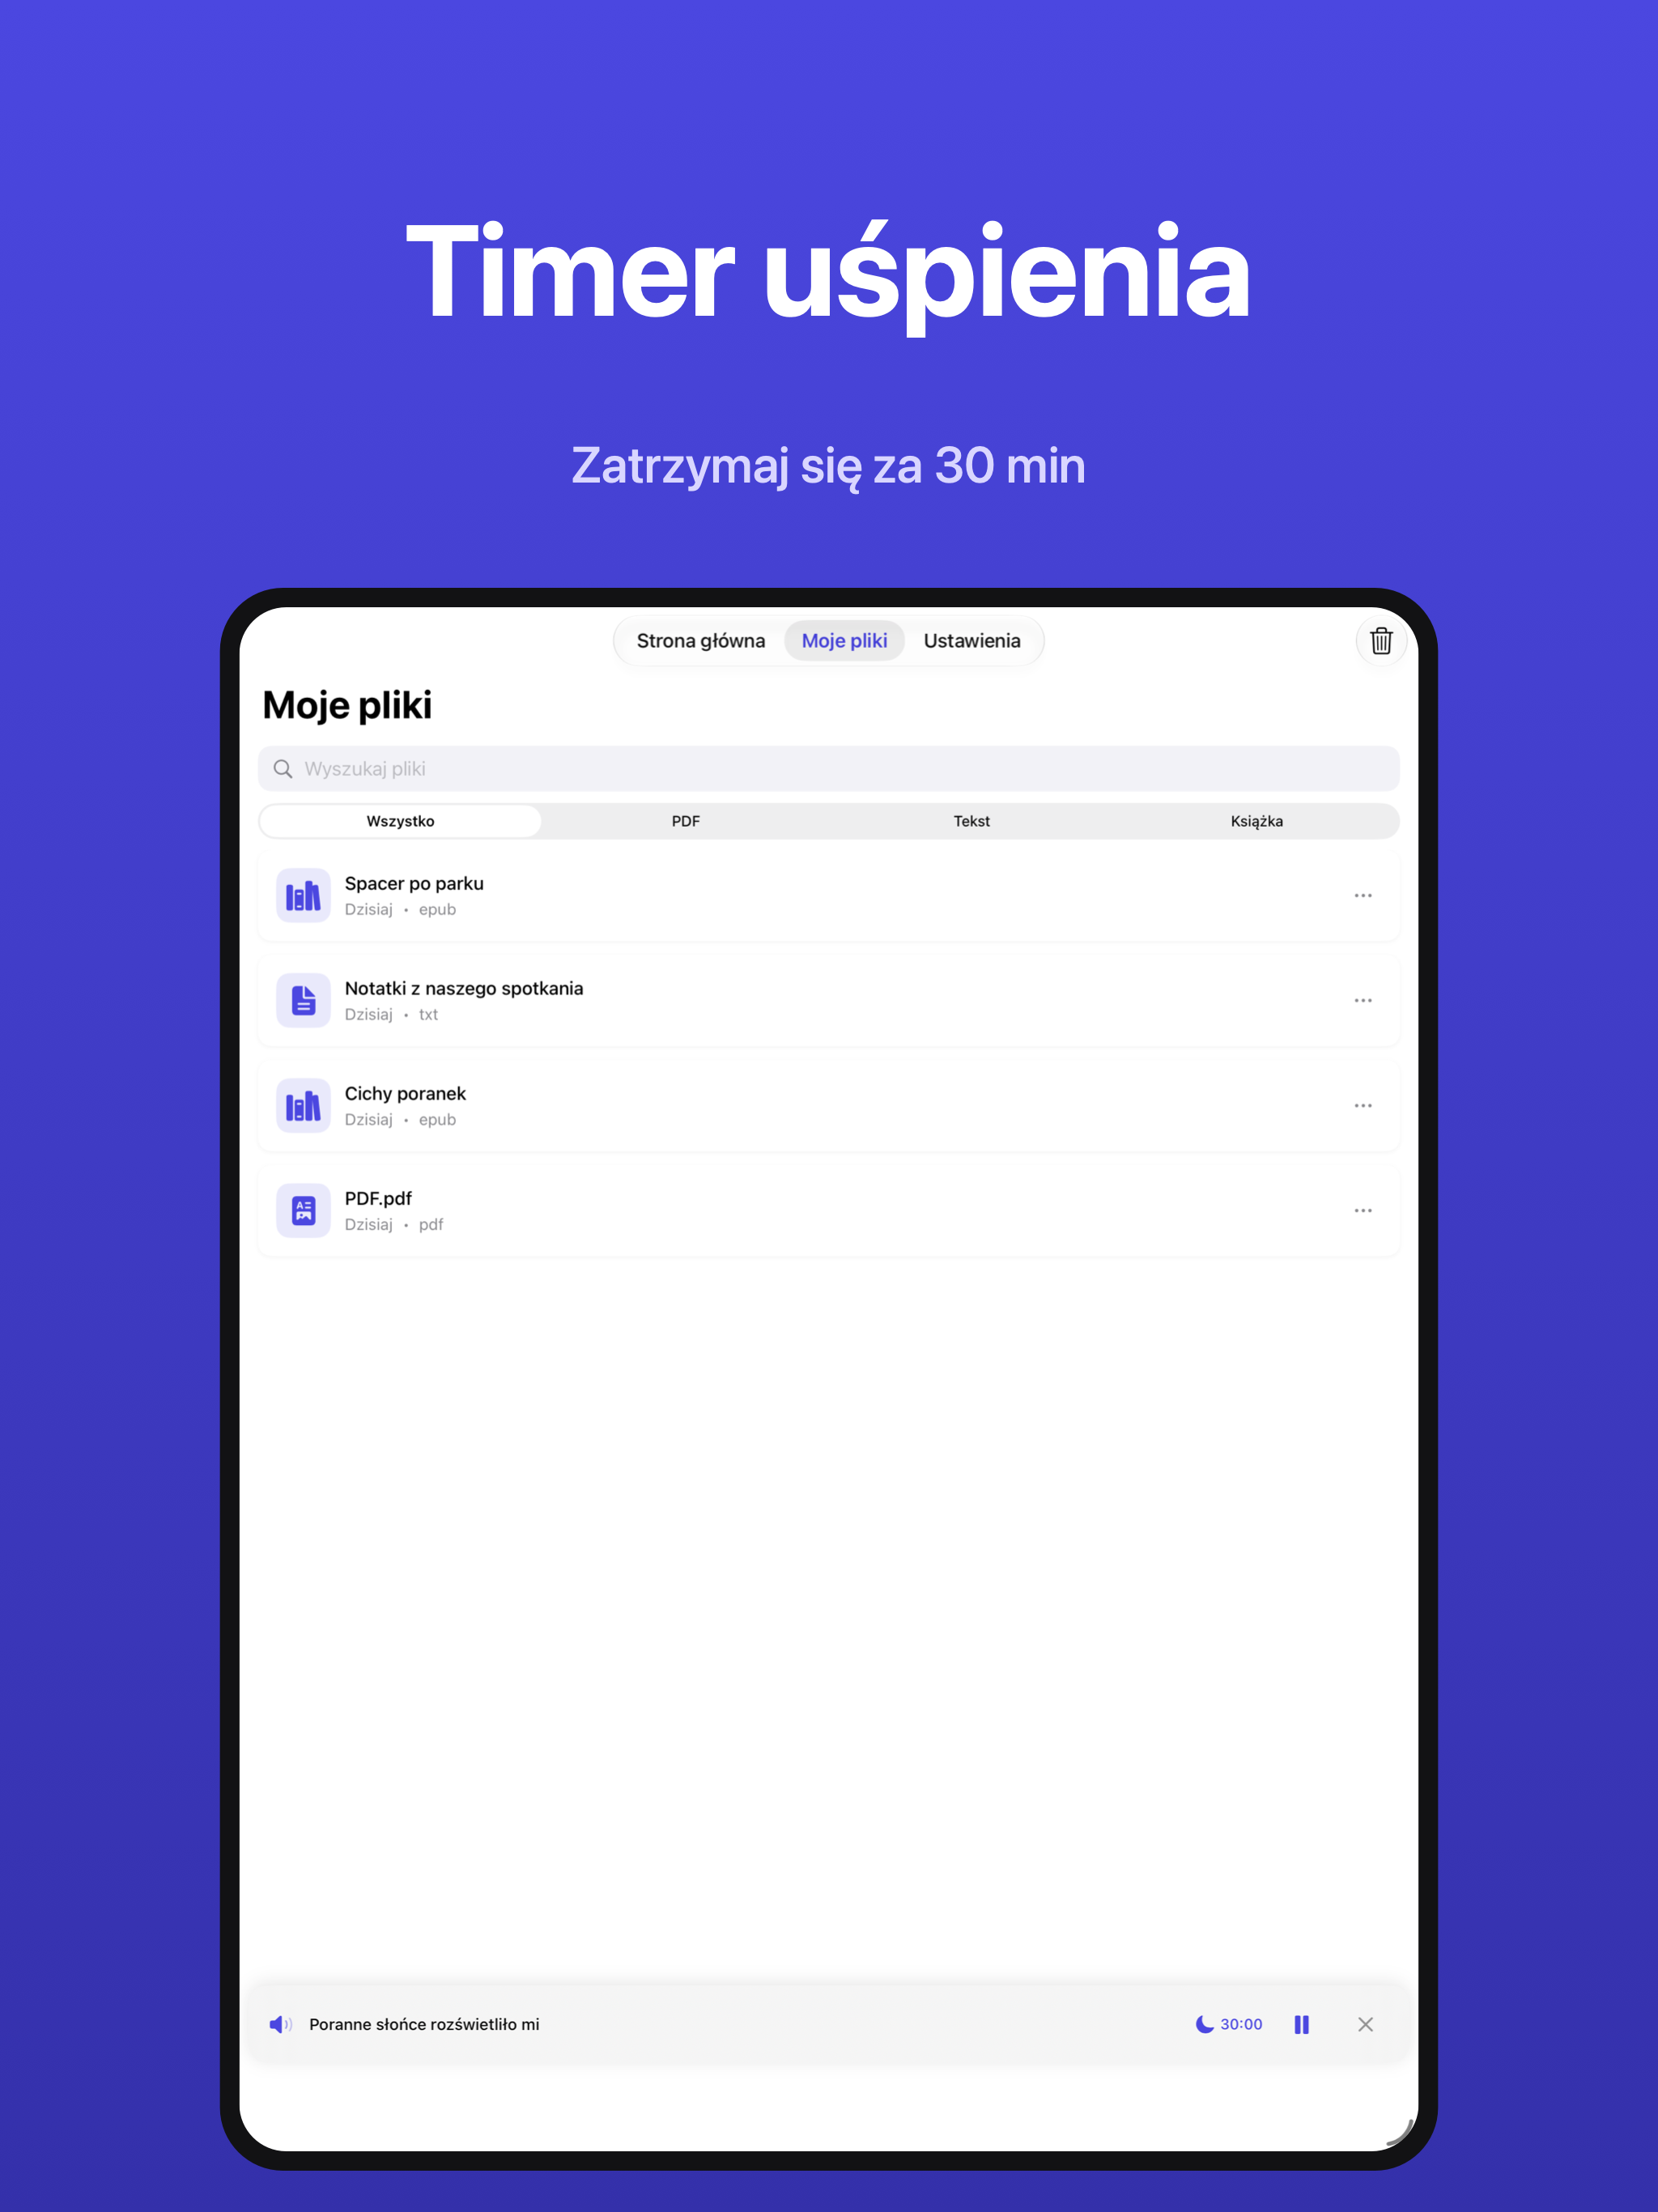 Timer uśpienia
Zatrzymaj się za 30 min
Strona główna Moje pliki Ustawienia
Moje pliki
Wyszukaj pliki
Wszystko PDF Tekst Książka
Spacer po parku
Dzisiaj • epub
Notatki z naszego spotkania
Dzisiaj • txt
Cichy poranek
Dzisiaj • epub
PDF.pdf
Dzisiaj • pdf
Poranne słońce rozświetliło mi 30:00